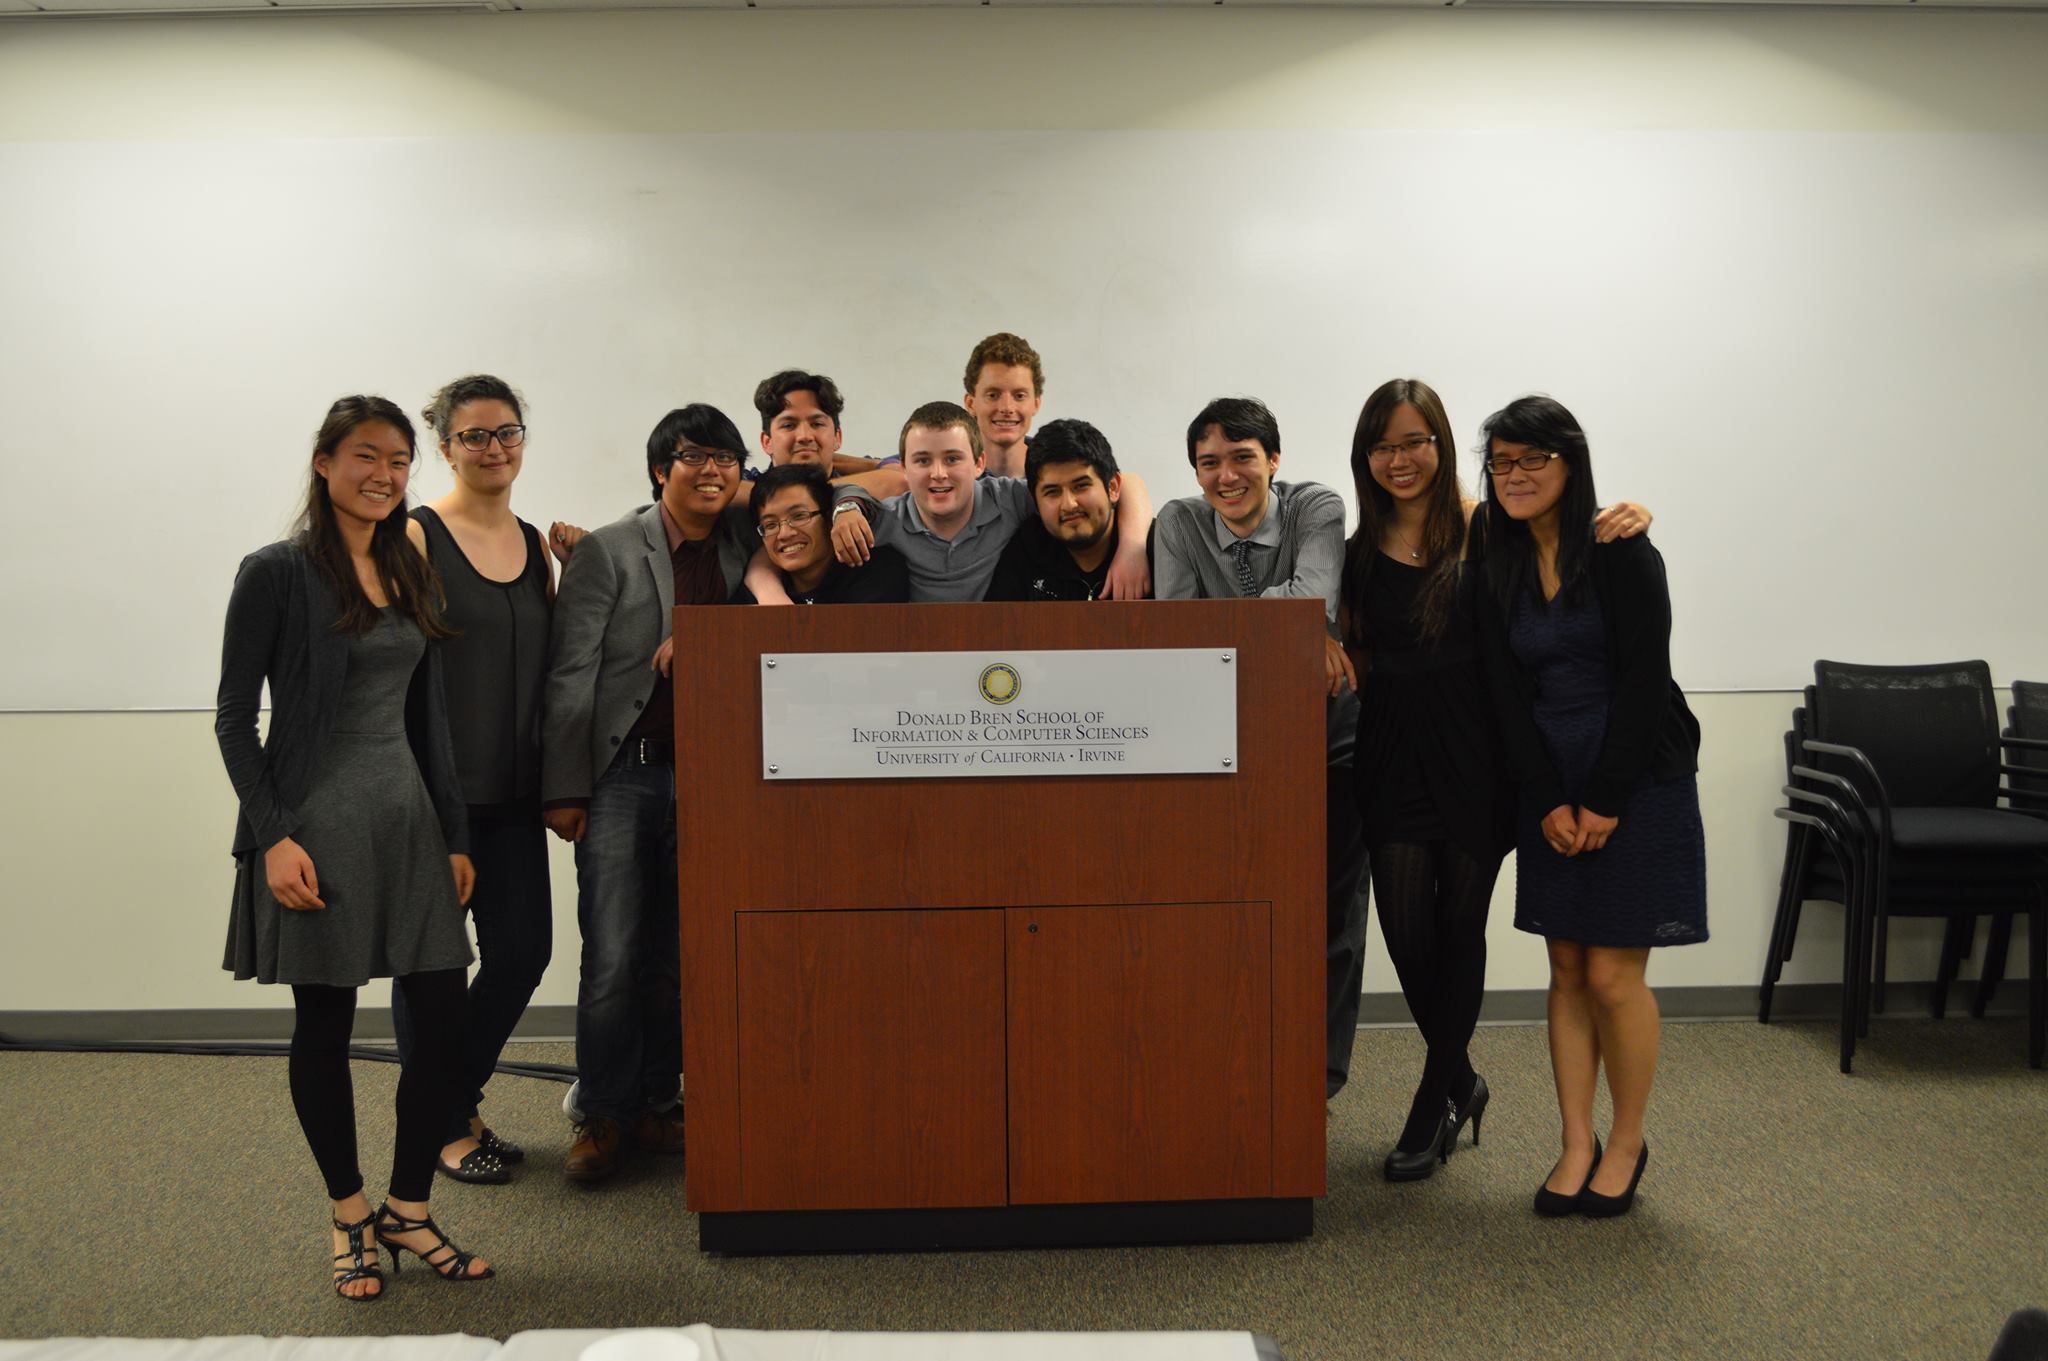 DONALD BREN SCHOOL OF
INFORMATION & COMPUTER SCIENCES
UNIVERSITY of CALIFORNIA • IRVINE